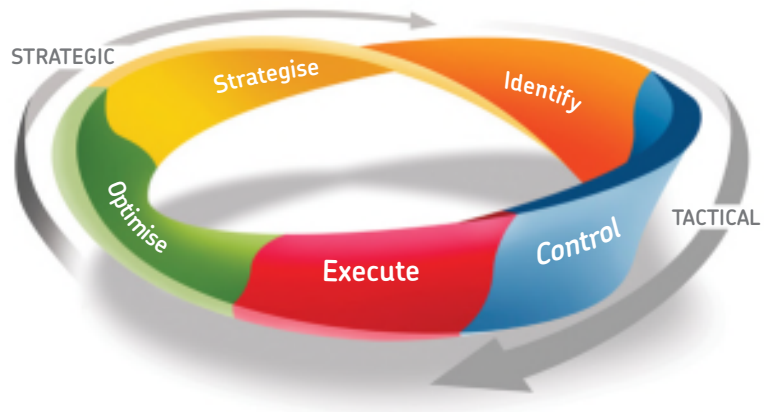 STRATEGIC
Strategise
Identify
Optimise
Execute
Control
TACTICAL